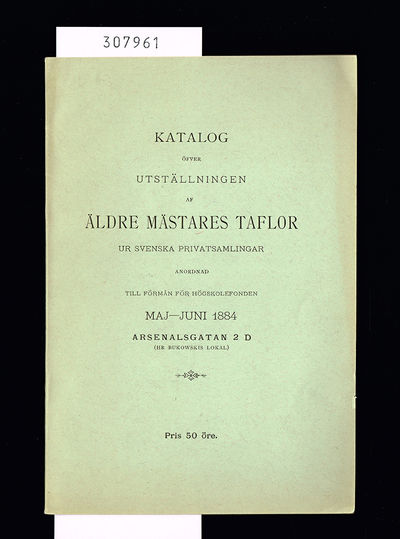 307961
KATALOG
ÖFVER
UTSTÄLLNINGEN
AF
ÄLDRE MÄSTARES TAFLOR
UR SVENSKA PRIVATSAMLINGAR
ANORDNAD
TILL FÖRMÅN FÖR HÖGSKOLEFONDEN
MAJ—JUNI 1884
ARSENALSGATAN 2 D
(HR BUKOWSKIS LOKAL)
Pris 50 öre.